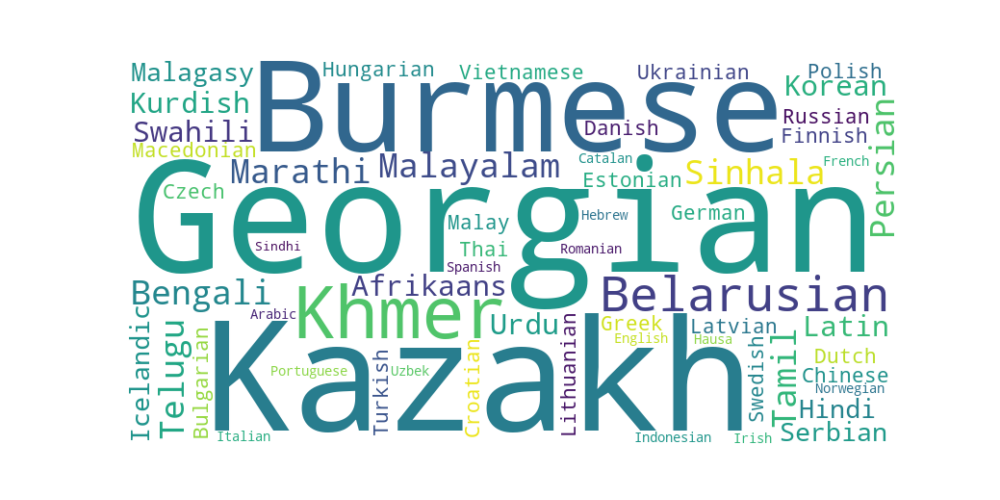 Malagasy
Burmese
Hungarian
Vietnamese
Ukrainian
Polish
Korean
Kurdish
Swahili
Danish
Russian
Finnish
Persian
Macedonian
Marathi
Malayalam
Catalan
Estonian
Sinhala
French
Georgian
Czech
Malay
Hebrew
German
Sindhi
Thai
Romanian
Spanish
Bengali
Afrikaans
Belarusian
Khmer
Arabic
Urdu
Greek
Latvian
Latin
Icelandic
Telugu
Bulgarian
Kazakh
Lithuanian
English
Hausa
Swedish
Tamil
Dutch
Portuguese
Turkish
Uzbek
Croatian
Chinese
Norwegian
Hindi
Italian
Indonesian
Irish
Serbian